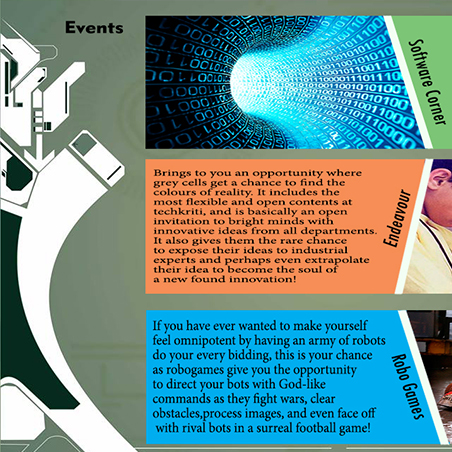 Events
Software Corner
Brings to you an opportunity where
grey cells get a chance to find the
colours of reality. It includes the
most flexible and open contents at
techkriti, and is basically an open
invitation to bright minds with
innovative ideas from all departments.
It also gives them the rare chance
to expose their ideas to industrial
experts and perhaps even extrapolate
their idea to become the soul of
a new found innovation!
Endeavour
If you have ever wanted to make yourself
feel omnipotent by having an army of robots
do your every bidding, this is your chance
as robogames give you the opportunity
to direct your bots with God-like
commands as they fight wars, clear
obstacles,process images, and even face off
with rival bots in a surreal football game!
Robo Games